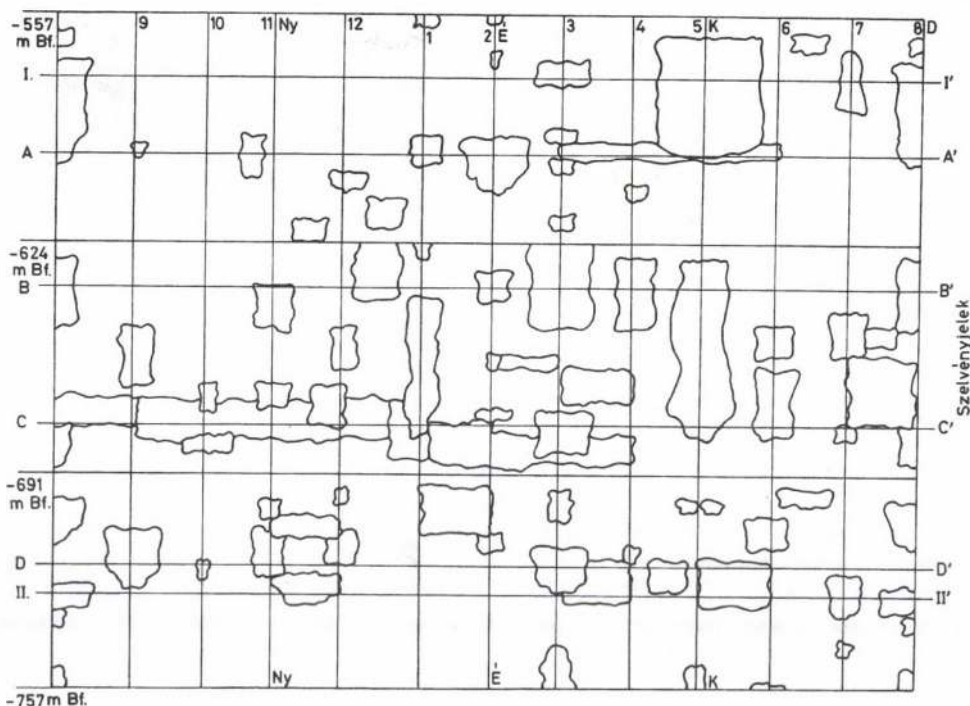 -557
m Bf.
9 10 11 Ny 12 1 2 É 3 4 5 K 6 7 8 D
I. I'
A A'
-624
m Bf.
B B'
Szelvényjelek
C C'
-691
m Bf.
D D'
II. II'
Ny É K
-757 m Bf.